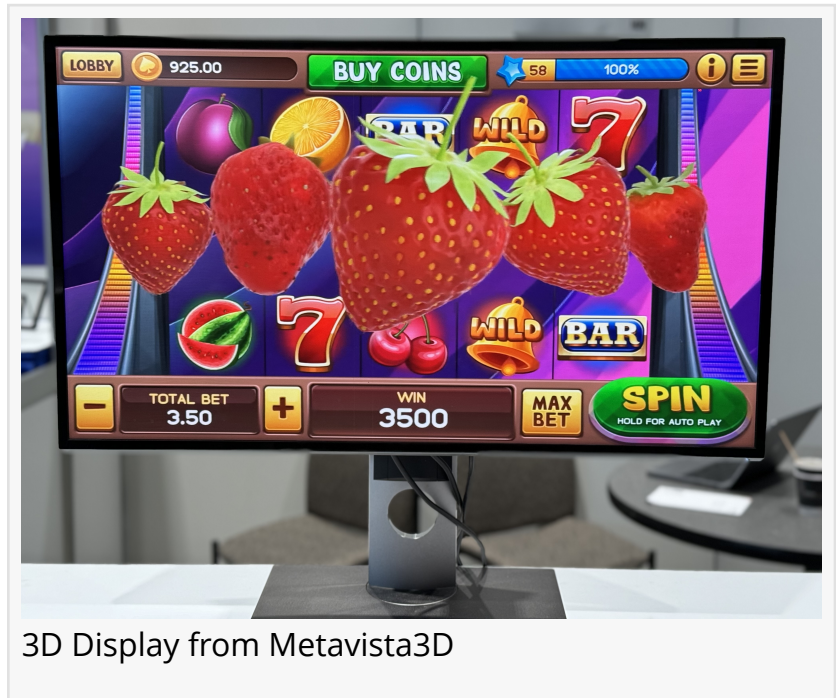 LOBBY
925.00
BUY COINS
58
100%
i
BAR
WILD
7
7
WILD
BAR
−
TOTAL BET
3.50
+
WIN
3500
MAX
BET
SPIN
HOLD FOR AUTO PLAY
3D Display from Metavista3D